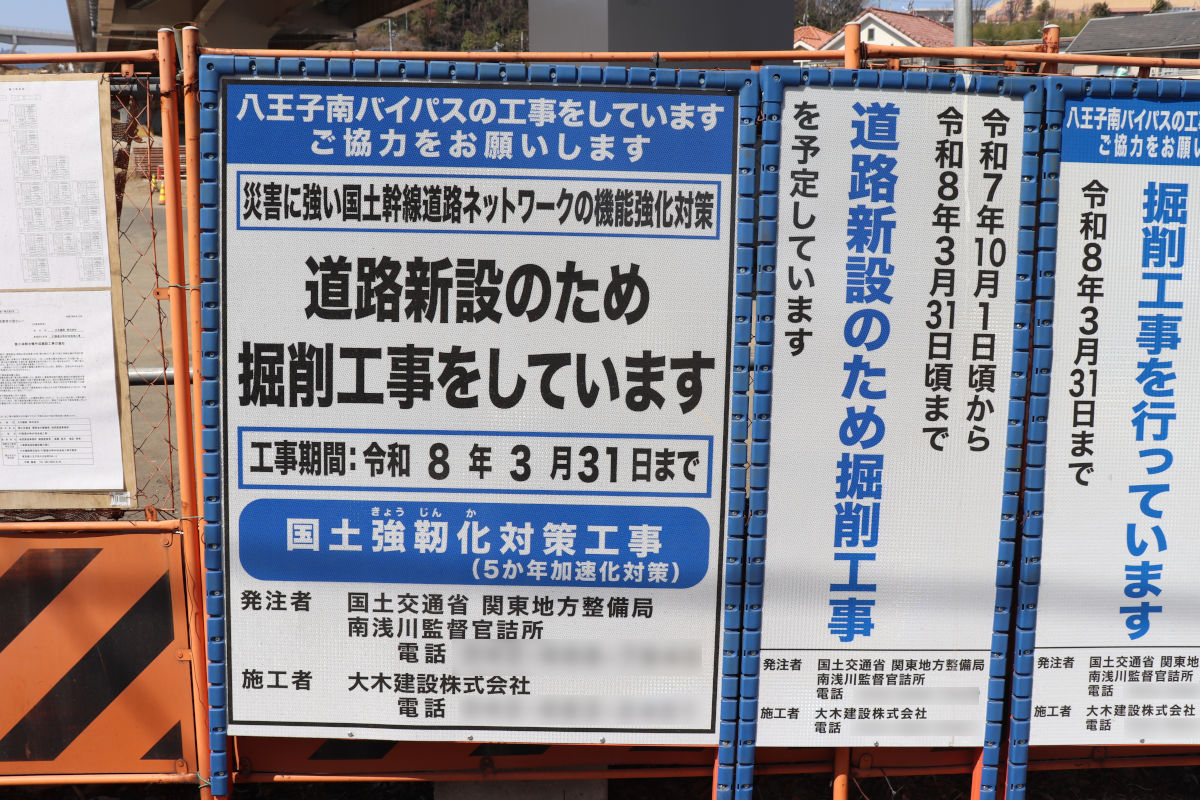 八王子南バイパスの工事をしています
ご協力をお願いします
災害に強い国土幹線道路ネットワークの機能強化対策
道路新設のため
掘削工事をしています
工事期間：令和 8 年 3 月 31 日まで
きょう じん か
国土強靭化対策工事
(5か年加速化対策)
発注者 国土交通省 関東地方整備局
南浅川監督官詰所
電話
施工者 大木建設株式会社
電話
令和7年10月1日頃から
令和8年3月31日頃まで
道路新設のため掘削工事
を予定しています
発注者 国土交通省 関東地方整備局
南浅川監督官詰所
電話
施工者 大木建設株式会社
電話
八王子南バイパスの工
ご協力をお願い
掘削工事を行っています
令和8年3月31日まで
発注者 国土交通省 関東地
南浅川監督官詰所
電話
施工者 大木建設株式会社
電話